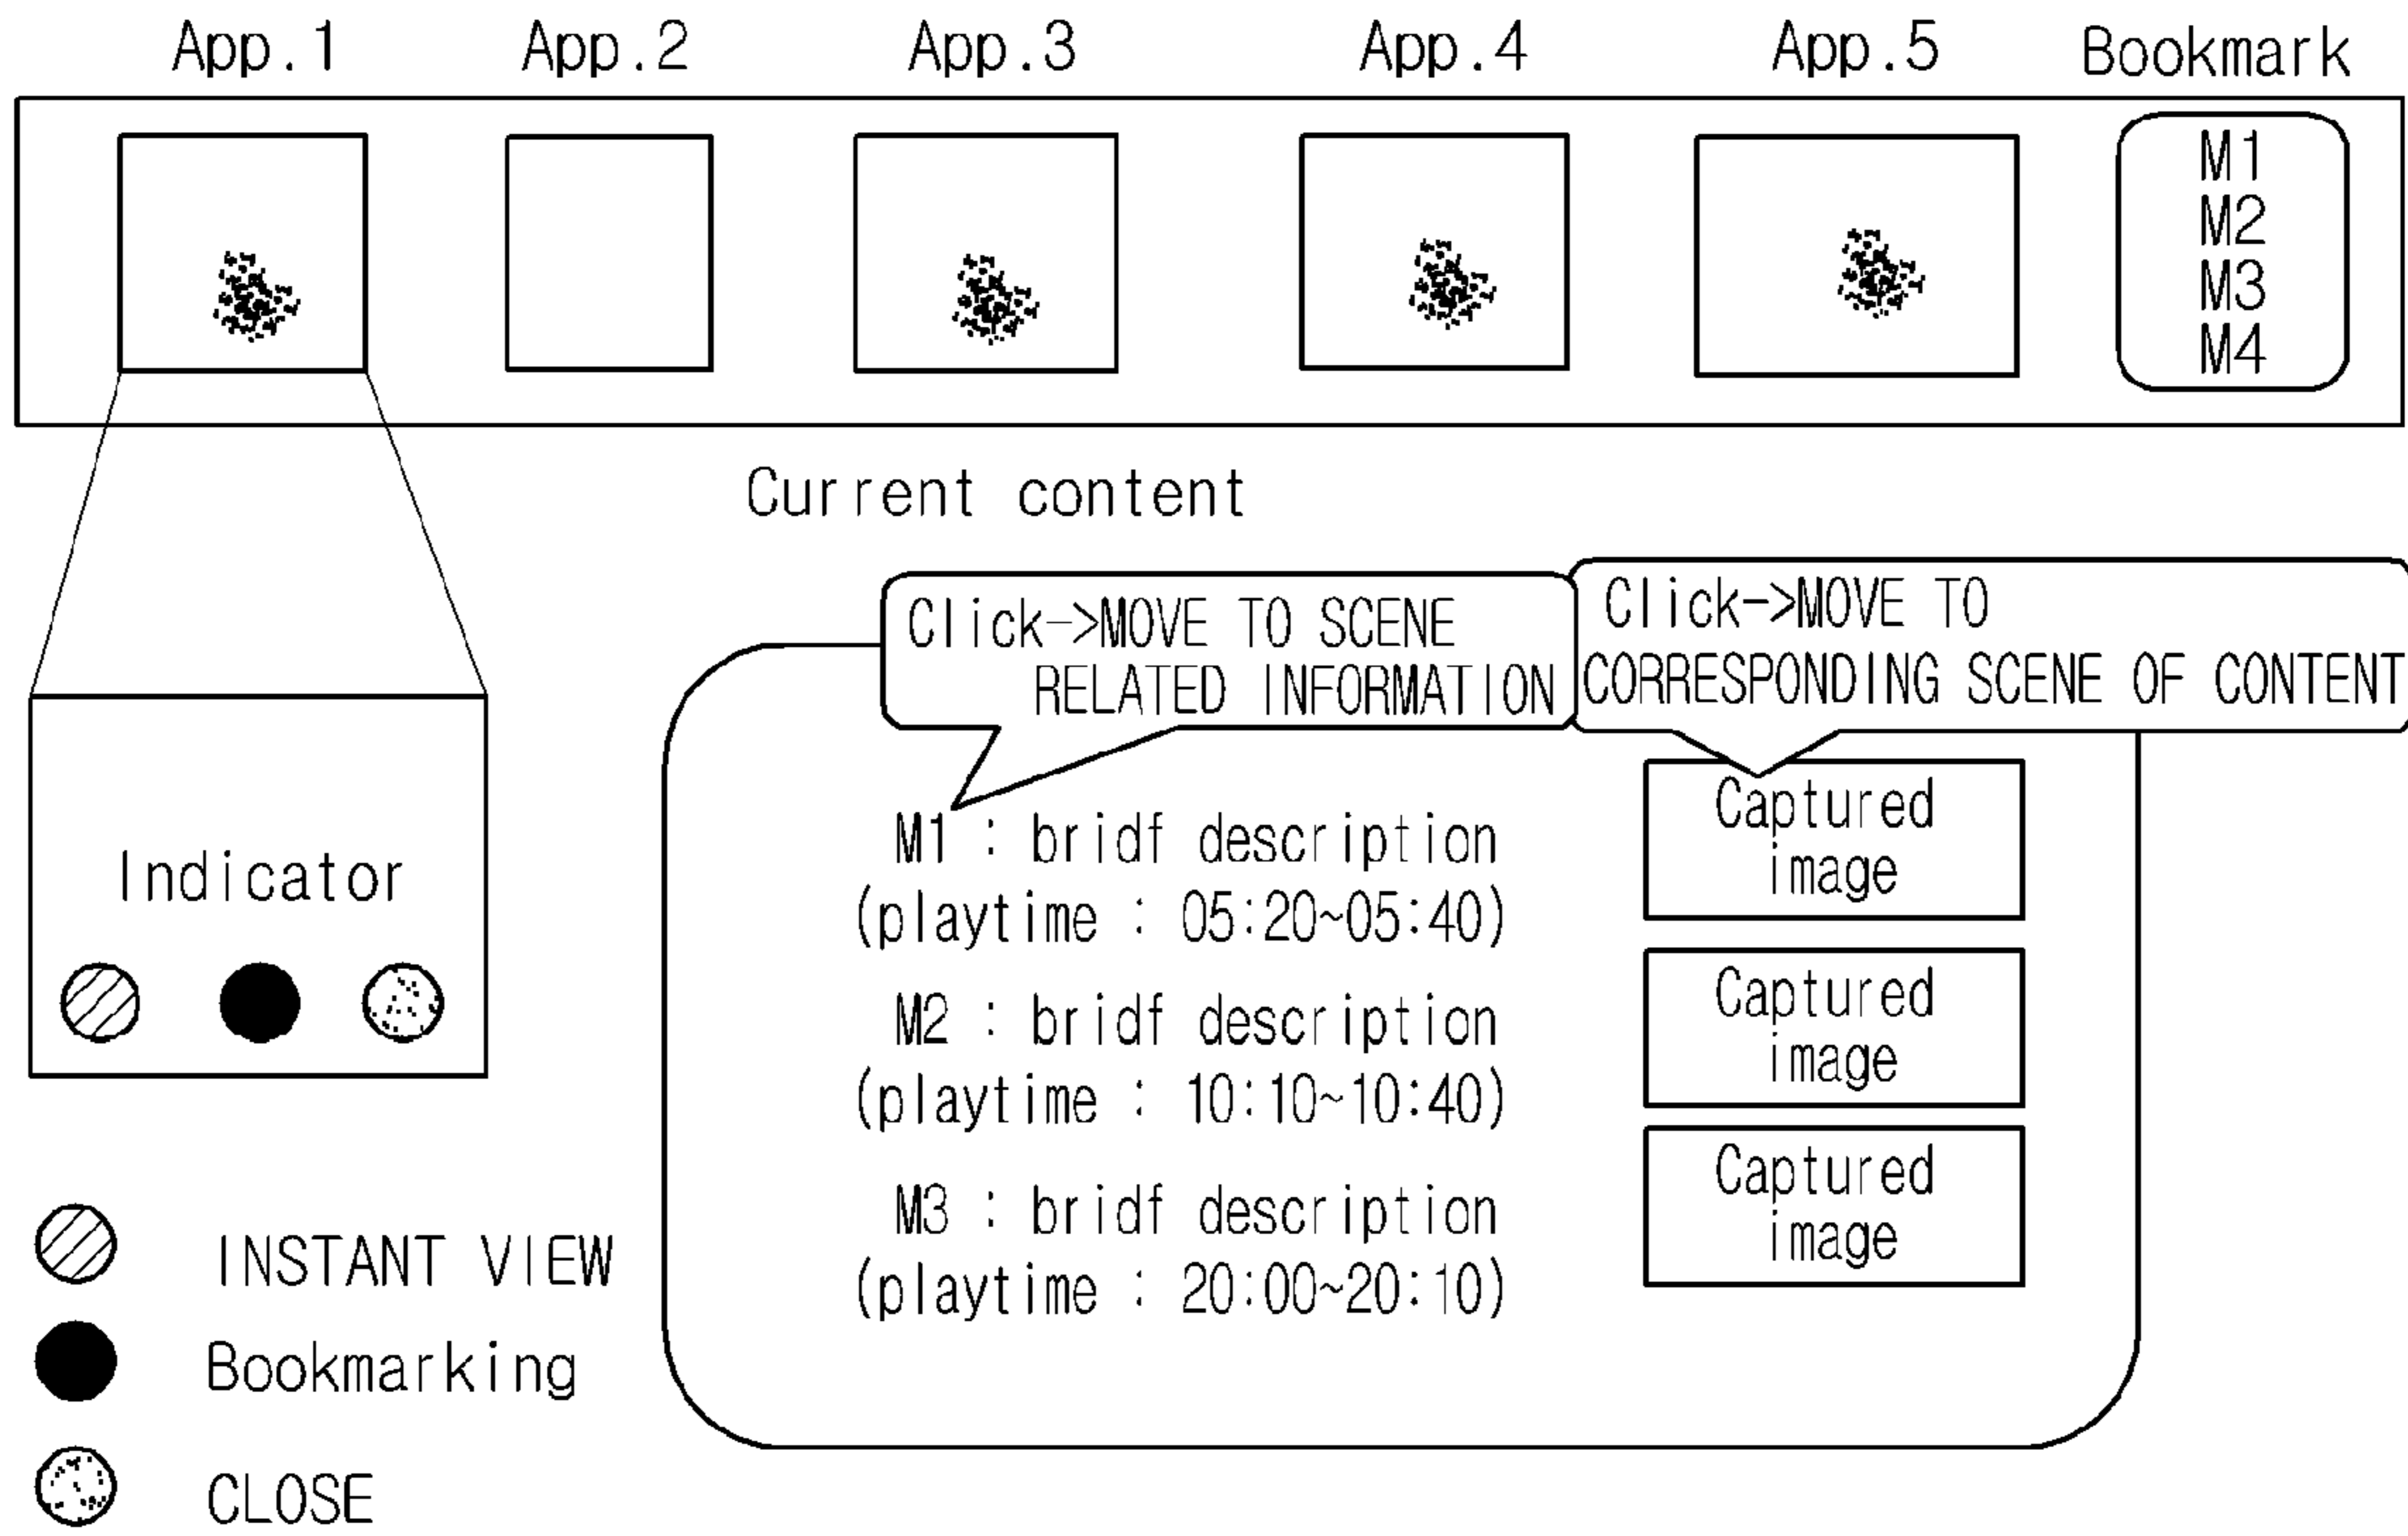 App.1 App.2 App.3 App.4 App.5 Bookmark
M1
M2
M3
M4
Current content
Click->MOVE TO SCENE
RELATED INFORMATION
Click->MOVE TO
CORRESPONDING SCENE OF CONTENT
Indicator
M1 : bridf description
(playtime : 05:20~05:40)
Captured
image
M2 : bridf description
(playtime : 10:10~10:40)
Captured
image
M3 : bridf description
(playtime : 20:00~20:10)
Captured
image
INSTANT VIEW
Bookmarking
CLOSE